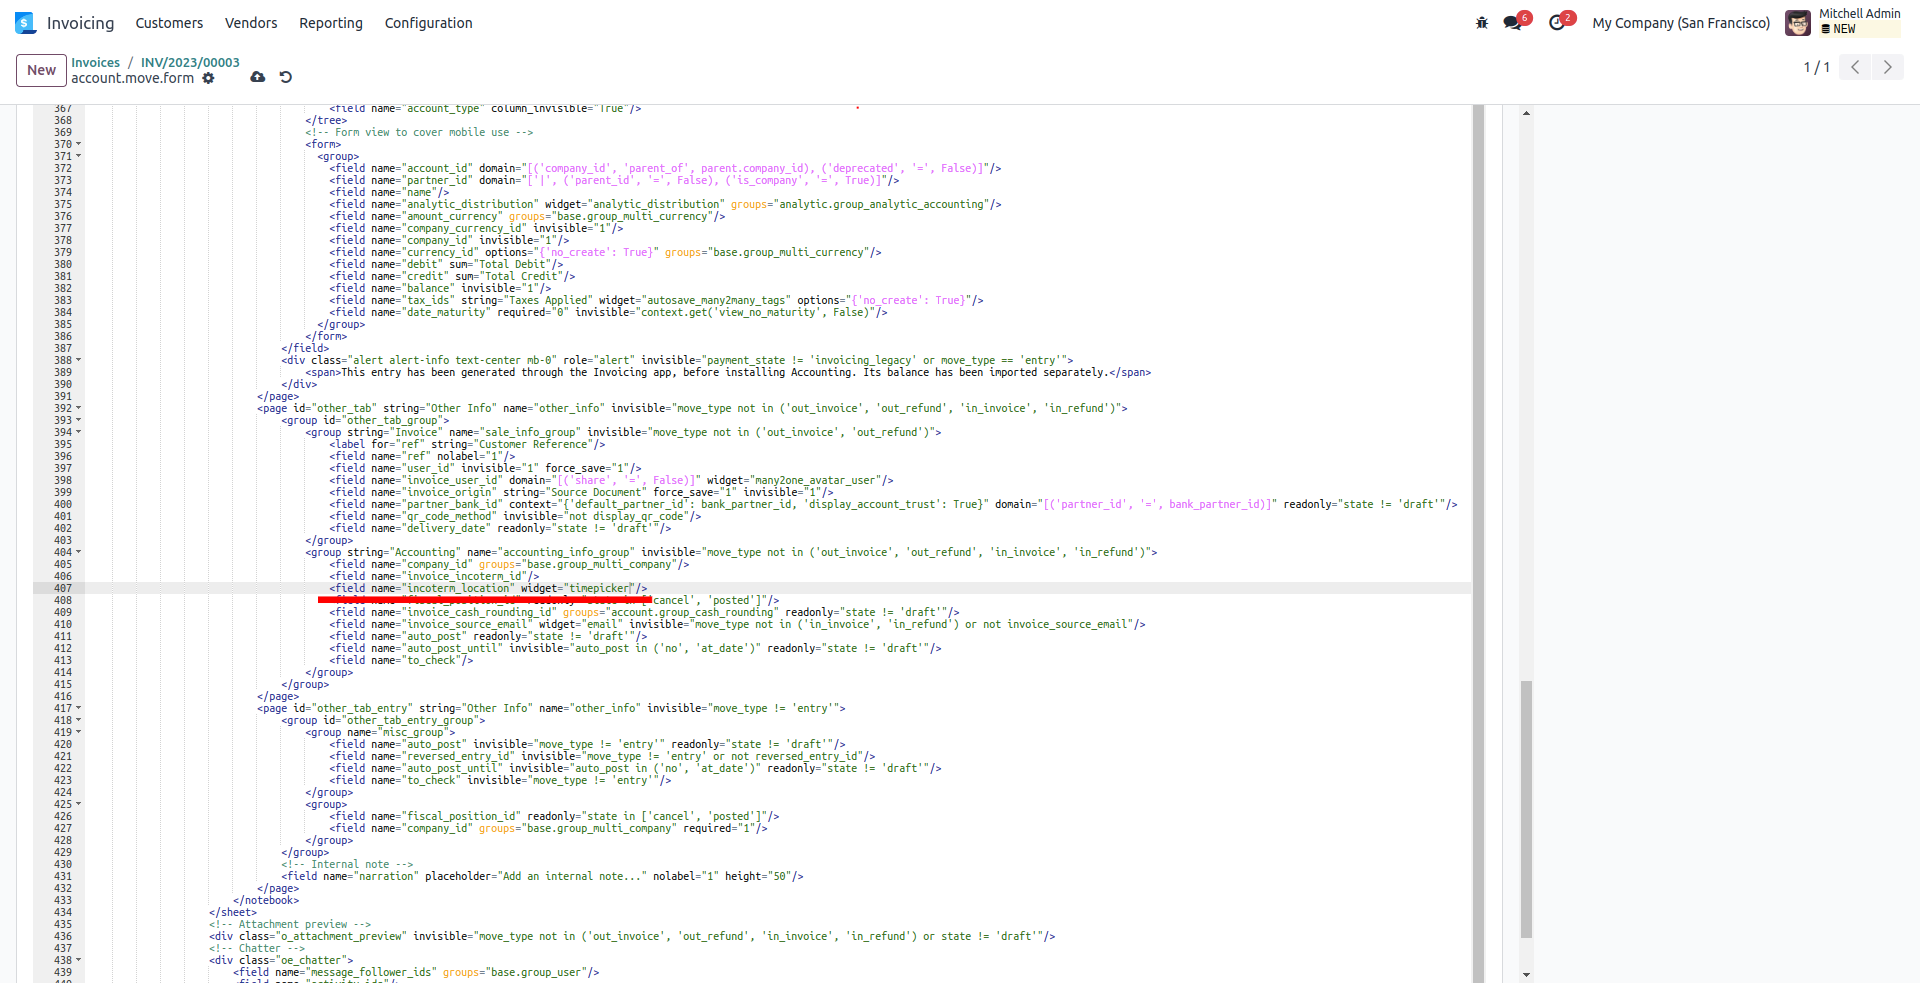 Invoicing Customers Vendors Reporting Configuration 6 2 My Company (San Francisco) Mitchell Admin
NEW
New Invoices / INV/2023/00003
account.move.form 1 / 1
367 <field name="account_type" column_invisible="True"/>
368 </tree>
369 <!-- Form view to cover mobile use -->
370 <form>
371 <group>
372 <field name="account_id" domain="[('company_id', 'parent_of', parent.company_id), ('deprecated', '=', False)]"/>
373 <field name="partner_id" domain="['|', ('parent_id', '=', False), ('is_company', '=', True)]"/>
374 <field name="name"/>
375 <field name="analytic_distribution" widget="analytic_distribution" groups="analytic.group_analytic_accounting"/>
376 <field name="amount_currency" groups="base.group_multi_currency"/>
377 <field name="company_currency_id" invisible="1"/>
378 <field name="company_id" invisible="1"/>
379 <field name="currency_id" options="{'no_create': True}" groups="base.group_multi_currency"/>
380 <field name="debit" sum="Total Debit"/>
381 <field name="credit" sum="Total Credit"/>
382 <field name="balance" invisible="1"/>
383 <field name="tax_ids" string="Taxes Applied" widget="autosave_many2many_tags" options="{'no_create': True}"/>
384 <field name="date_maturity" required="0" invisible="context.get('view_no_maturity', False)"/>
385 </group>
386 </form>
387 </field>
388 <div class="alert alert-info text-center mb-0" role="alert" invisible="payment_state != 'invoicing_legacy' or move_type == 'entry'">
389 <span>This entry has been generated through the Invoicing app, before installing Accounting. Its balance has been imported separately.</span>
390 </div>
391 </page>
392 <page id="other_tab" string="Other Info" name="other_info" invisible="move_type not in ('out_invoice', 'out_refund', 'in_invoice', 'in_refund')">
393 <group id="other_tab_group">
394 <group string="Invoice" name="sale_info_group" invisible="move_type not in ('out_invoice', 'out_refund')">
395 <label for="ref" string="Customer Reference"/>
396 <field name="ref" nolabel="1"/>
397 <field name="user_id" invisible="1" force_save="1"/>
398 <field name="invoice_user_id" domain="[('share', '=', False)]" widget="many2one_avatar_user"/>
399 <field name="invoice_origin" string="Source Document" force_save="1" invisible="1"/>
400 <field name="partner_bank_id" context="{'default_partner_id': bank_partner_id, 'display_account_trust': True}" domain="[('partner_id', '=', bank_partner_id)]" readonly="state != 'draft'"/>
401 <field name="qr_code_method" invisible="not display_qr_code"/>
402 <field name="delivery_date" readonly="state != 'draft'"/>
403 </group>
404 <group string="Accounting" name="accounting_info_group" invisible="move_type not in ('out_invoice', 'out_refund', 'in_invoice', 'in_refund')">
405 <field name="company_id" groups="base.group_multi_company"/>
406 <field name="invoice_incoterm_id"/>
407 <field name="incoterm_location" widget="timepicker"/>
408 <field name="fiscal_position_id" readonly="state in ['cancel', 'posted']"/>
409 <field name="invoice_cash_rounding_id" groups="account.group_cash_rounding" readonly="state != 'draft'"/>
410 <field name="invoice_source_email" widget="email" invisible="move_type not in ('in_invoice', 'in_refund') or not invoice_source_email"/>
411 <field name="auto_post" readonly="state != 'draft'"/>
412 <field name="auto_post_until" invisible="auto_post in ('no', 'at_date')" readonly="state != 'draft'"/>
413 <field name="to_check"/>
414 </group>
415 </group>
416 </page>
417 <page id="other_tab_entry" string="Other Info" name="other_info" invisible="move_type != 'entry'">
418 <group id="other_tab_entry_group">
419 <group name="misc_group">
420 <field name="auto_post" invisible="move_type != 'entry'" readonly="state != 'draft'"/>
421 <field name="reversed_entry_id" invisible="move_type != 'entry' or not reversed_entry_id"/>
422 <field name="auto_post_until" invisible="auto_post in ('no', 'at_date')" readonly="state != 'draft'"/>
423 <field name="to_check" invisible="move_type != 'entry'"/>
424 </group>
425 <group>
426 <field name="fiscal_position_id" readonly="state in ['cancel', 'posted']"/>
427 <field name="company_id" groups="base.group_multi_company" required="1"/>
428 </group>
429 </group>
430 <!-- Internal note -->
431 <field name="narration" placeholder="Add an internal note..." nolabel="1" height="50"/>
432 </page>
433 </notebook>
434 </sheet>
435 <!-- Attachment preview -->
436 <div class="o_attachment_preview" invisible="move_type not in ('out_invoice', 'out_refund', 'in_invoice', 'in_refund') or state != 'draft'"/>
437 <!-- Chatter -->
438 <div class="oe_chatter">
439 <field name="message_follower_ids" groups="base.group_user"/>